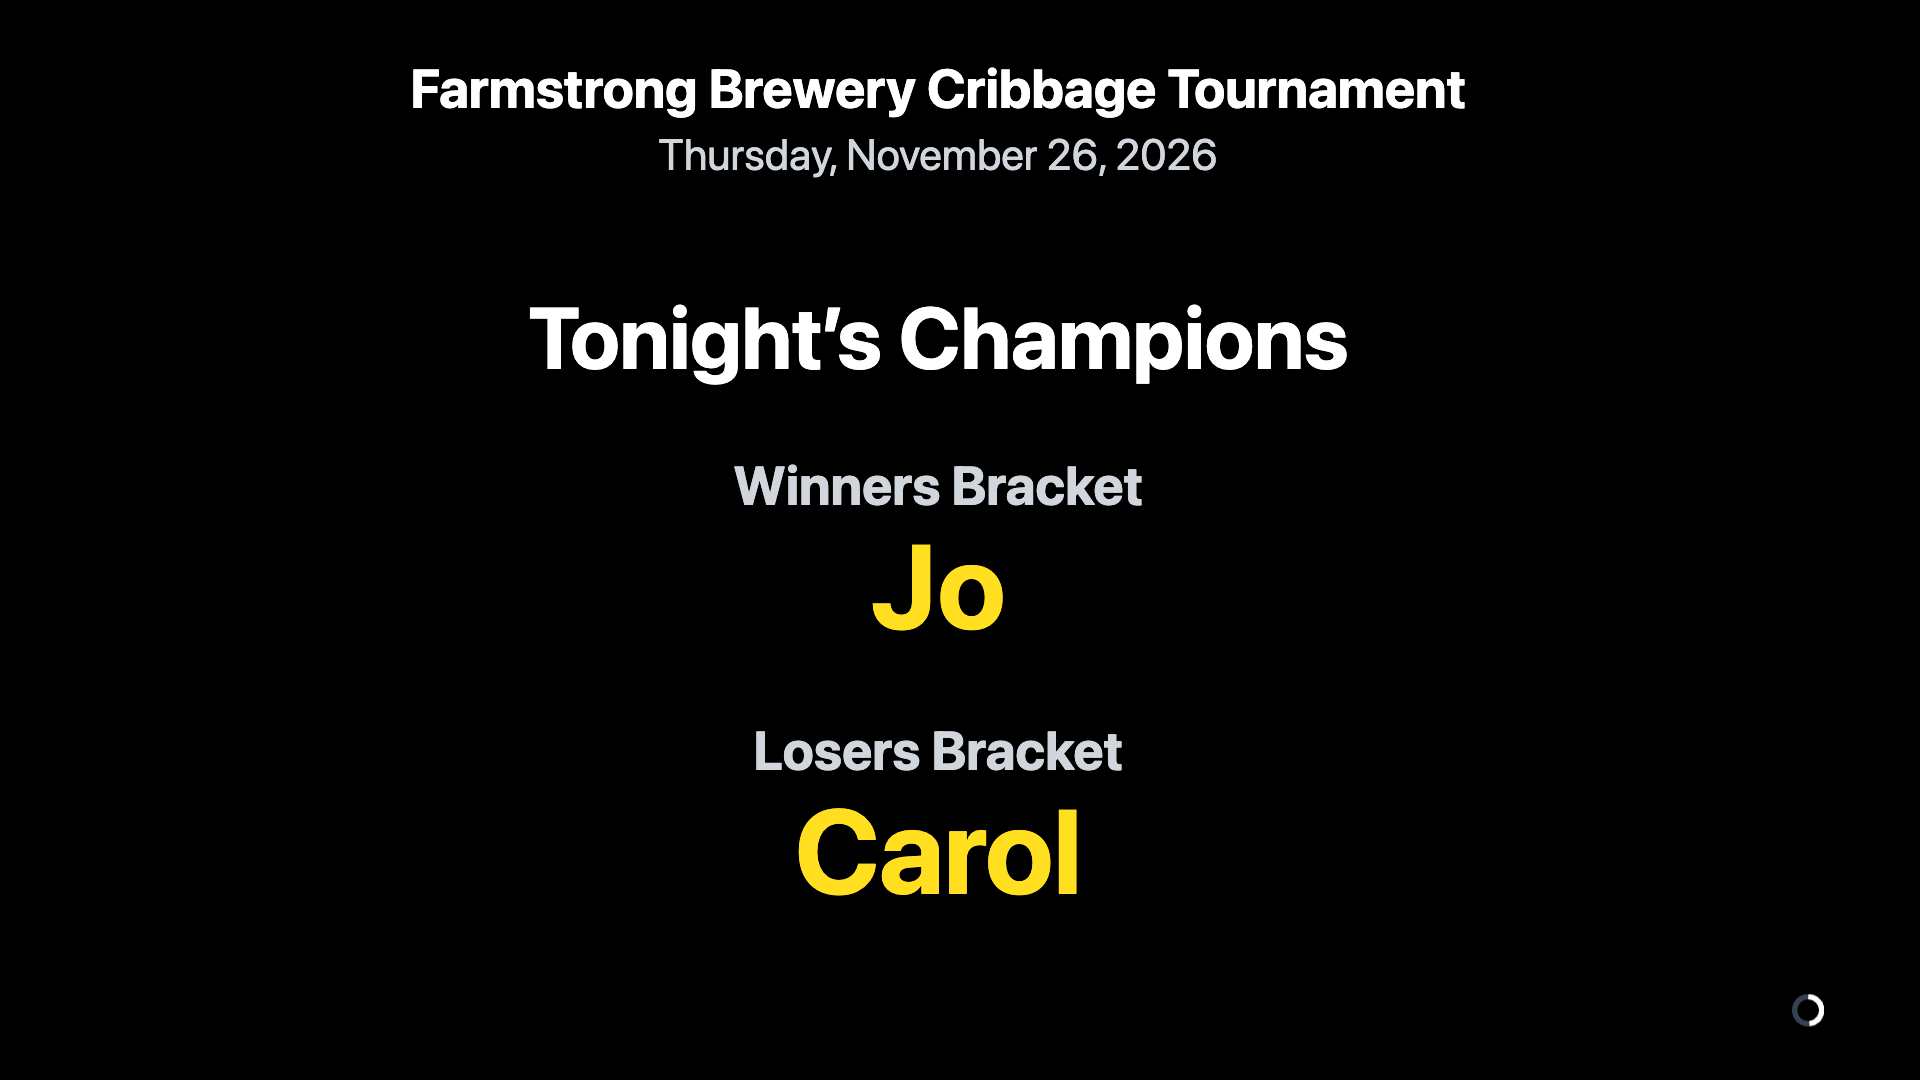 Farmstrong Brewery Cribbage Tournament
Thursday, November 26, 2026
Tonight’s Champions
Winners Bracket
Jo
Losers Bracket
Carol